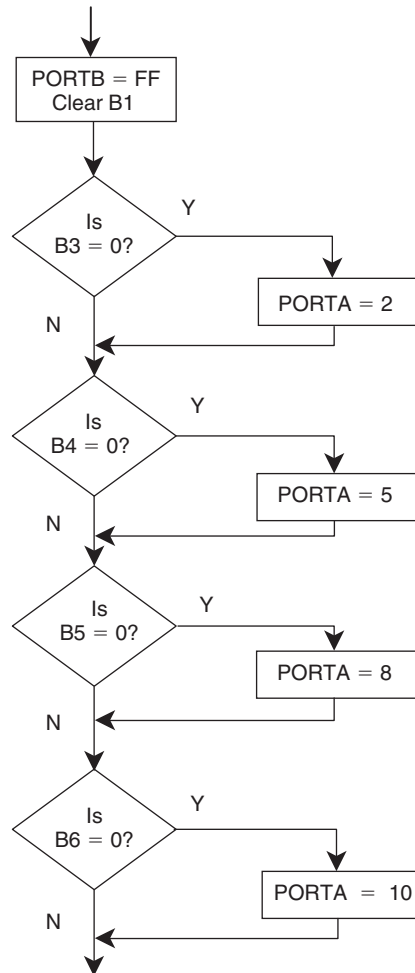 PORTB = FF
Clear B1
Is
B3 = 0?
Y
PORTA = 2
N
Is
B4 = 0?
Y
PORTA = 5
N
Is
B5 = 0?
Y
PORTA = 8
N
Is
B6 = 0?
Y
PORTA = 10
N